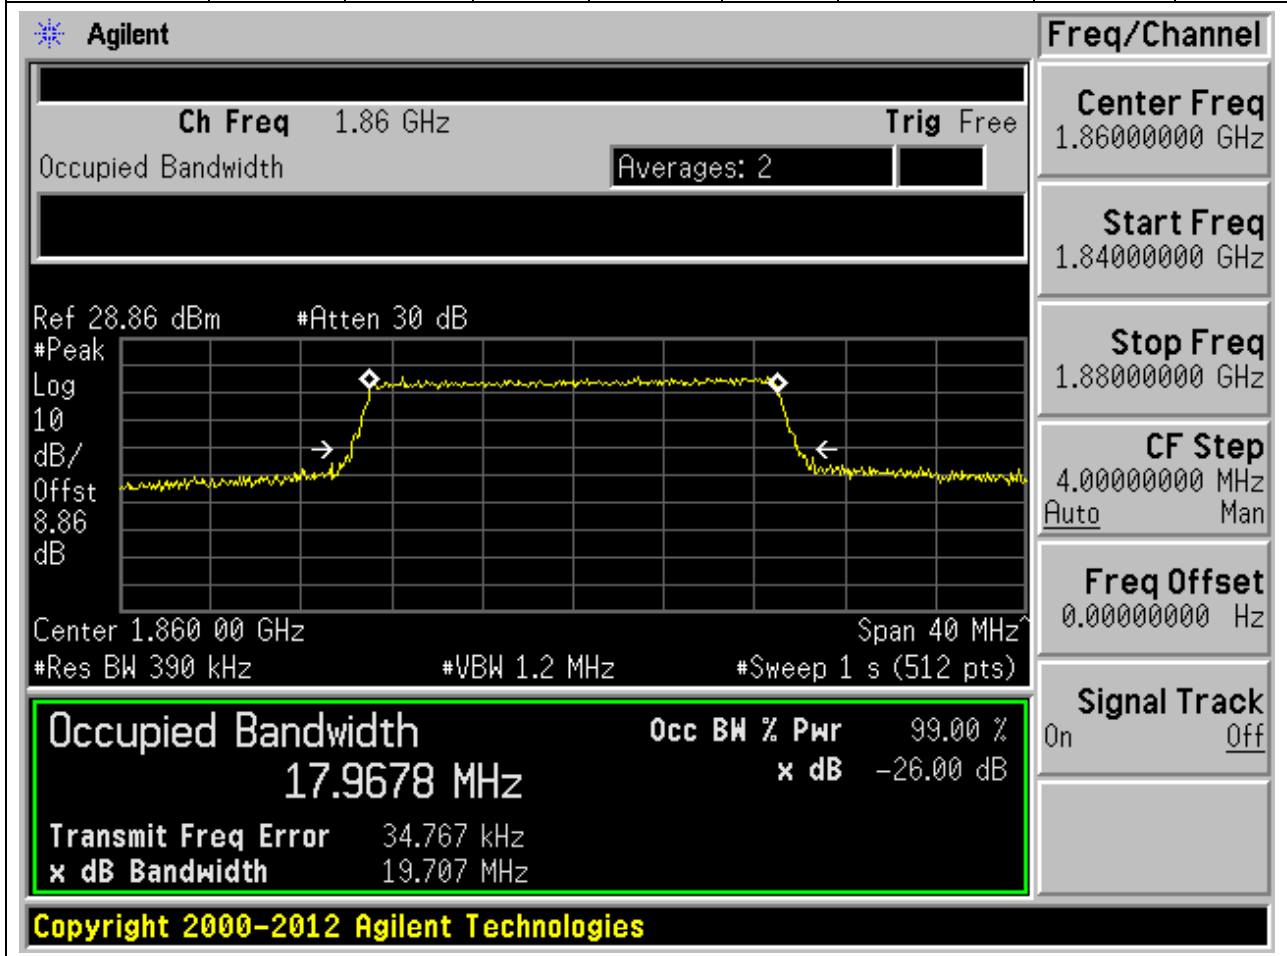 Agilent
Freq/Channel
Ch Freq 1.86 GHz Trig Free
Occupied Bandwidth Averages: 2
Ref 28.86 dBm #Atten 30 dB
#Peak
Log
10
dB/
Offst
8.86
dB
Center 1.860 00 GHz Span 40 MHz^
#Res BW 390 kHz #VBW 1.2 MHz #Sweep 1 s (512 pts)
Occupied Bandwidth Occ BW % Pwr 99.00 %
17.9678 MHz x dB -26.00 dB
Transmit Freq Error 34.767 kHz
x dB Bandwidth 19.707 MHz
Copyright 2000-2012 Agilent Technologies
Center Freq
1.86000000 GHz
Start Freq
1.84000000 GHz
Stop Freq
1.88000000 GHz
CF Step
4.00000000 MHz
Auto Man
Freq Offset
0.00000000 Hz
Signal Track
On Off